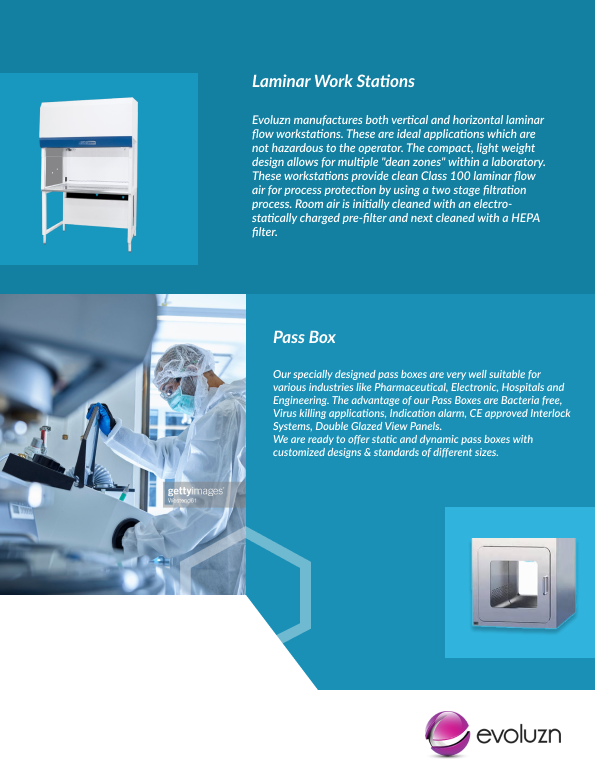 Laminar Work Stations
Evoluzn manufactures both vertical and horizontal laminar
flow workstations. These are ideal applications which are
not hazardous to the operator. The compact, light weight
design allows for multiple "dean zones" within a laboratory.
These workstations provide clean Class 100 laminar flow
air for process protection by using a two stage filtration
process. Room air is initially cleaned with an electro-
statically charged pre-filter and next cleaned with a HEPA
filter.
Pass Box
Our specially designed pass boxes are very well suitable for
various industries like Pharmaceutical, Electronic, Hospitals and
Engineering. The advantage of our Pass Boxes are Bacteria free,
Virus killing applications, Indication alarm, CE approved Interlock
Systems, Double Glazed View Panels.
We are ready to offer static and dynamic pass boxes with
customized designs & standards of different sizes.
gettyimages
evoluzn